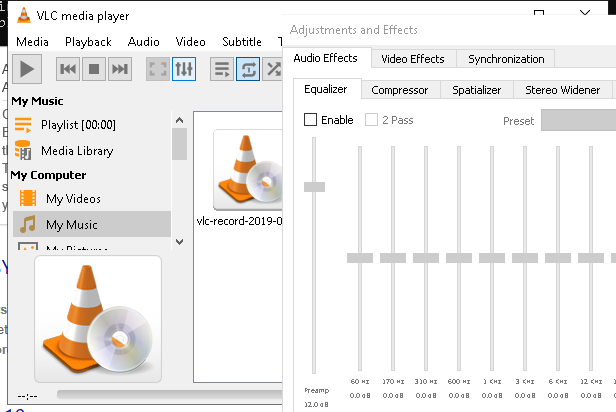 VLC media player
Media Playback Audio Video Subtitle T
My Music
Playlist [00:00]
Media Library
My Computer
My Videos
My Music
My Pictures
vlc-record-2019-0
--:--
Adjustments and Effects
Audio Effects Video Effects Synchronization
Equalizer Compressor Spatializer Stereo Widener
Enable 2 Pass Preset
60 Hz 170 Hz 310 Hz 600 Hz 1 KHz 3 KHz 6 KHz 12 KHz
Preamp 0.0 dB 0.0 dB 0.0 dB 0.0 dB 0.0 dB 0.0 dB 0.0 dB 0.0 dB
12.0 dB